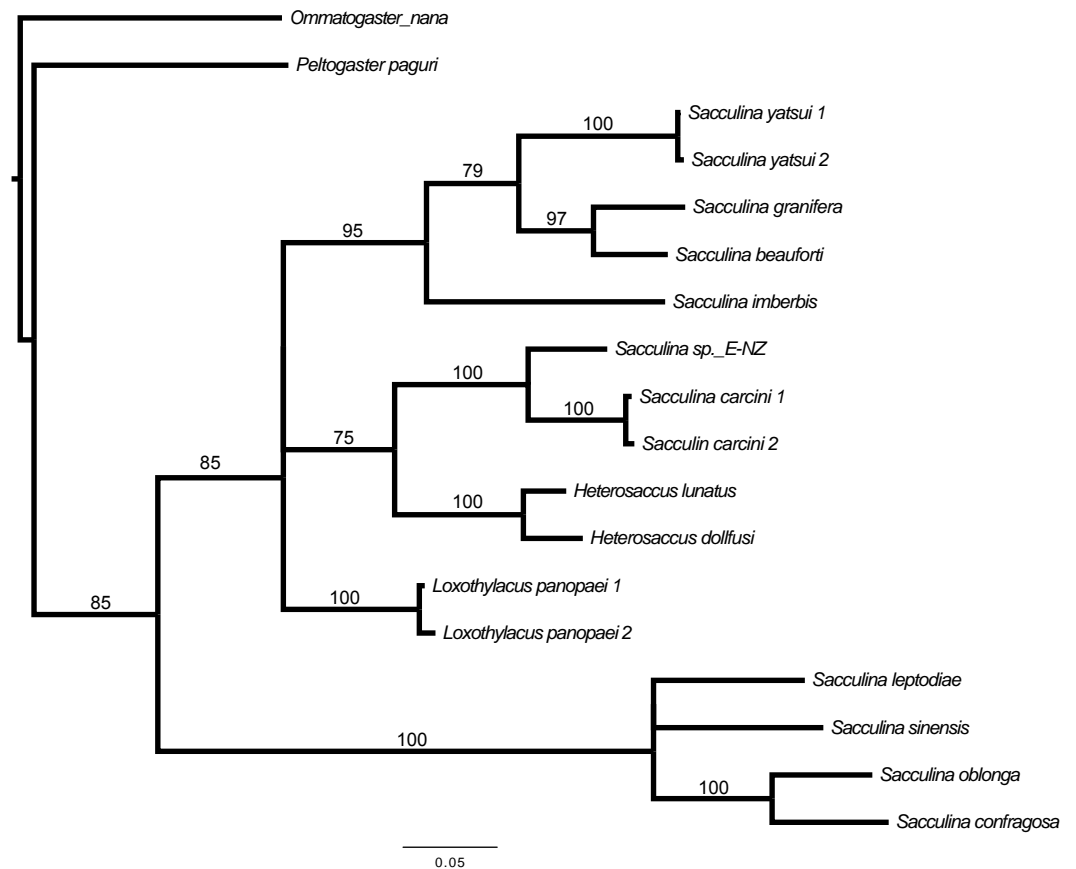 Ommatogaster_nana
Peltogaster paguri
100
Sacculina yatsui 1
Sacculina yatsui 2
79
Sacculina granifera
97
Sacculina beauforti
95
Sacculina imberbis
Sacculina sp._E-NZ
100
Sacculina carcini 1
100
Sacculin carcini 2
75
85
Heterosaccus lunatus
100
Heterosaccus dollfusi
Loxothylacus panopaei 1
100
85
Loxothylacus panopaei 2
Sacculina leptodiae
Sacculina sinensis
100
Sacculina oblonga
100
Sacculina confragosa
0.05